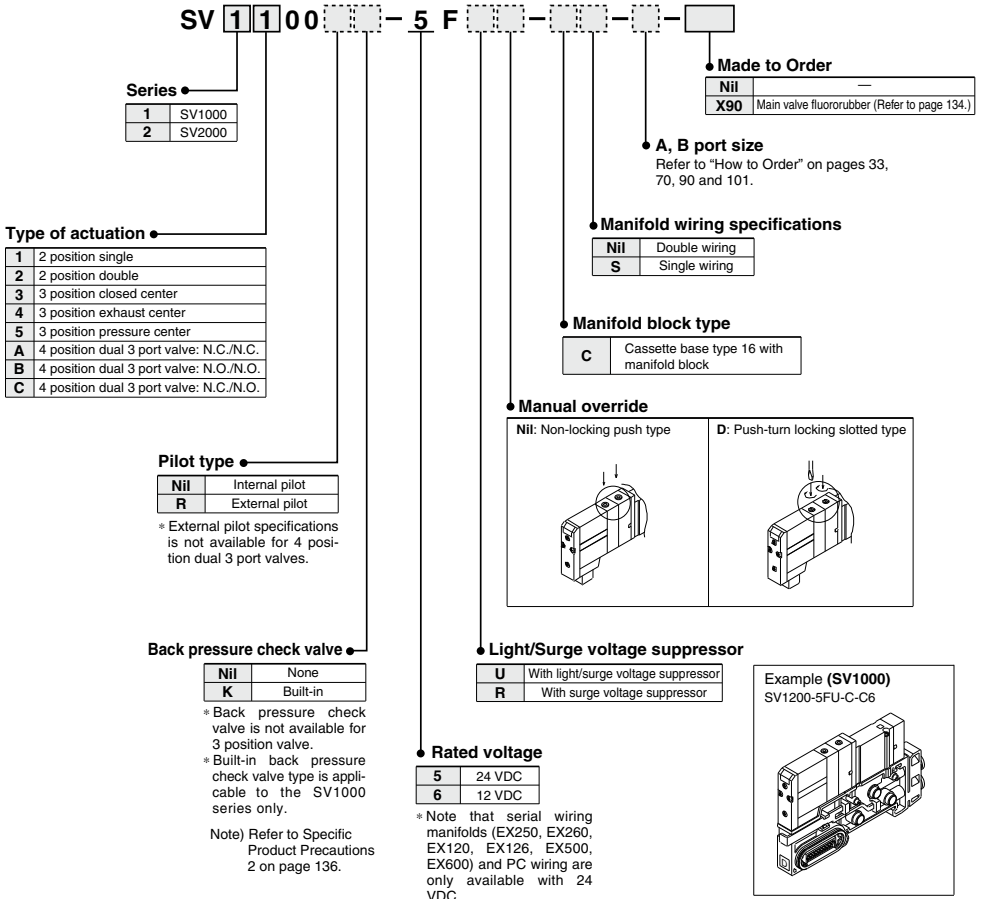 SV 1 1 00 – 5 F – – –
Made to Order
Nil —
X90 Main valve fluororubber (Refer to page 134.)
Series
1 SV1000
2 SV2000
A, B port size
Refer to "How to Order" on pages 33,
70, 90 and 101.
Type of actuation
1 2 position single
2 2 position double
3 3 position closed center
4 3 position exhaust center
5 3 position pressure center
A 4 position dual 3 port valve: N.C./N.C.
B 4 position dual 3 port valve: N.O./N.O.
C 4 position dual 3 port valve: N.C./N.O.
Manifold wiring specifications
Nil Double wiring
S Single wiring
Manifold block type
C Cassette base type 16 with
manifold block
Manual override
Nil: Non-locking push type
D: Push-turn locking slotted type
Pilot type
Nil Internal pilot
R External pilot
* External pilot specifications
is not available for 4 posi-
tion dual 3 port valves.
Back pressure check valve
Nil None
K Built-in
* Back pressure check
valve is not available for
3 position valve.
* Built-in back pressure
check valve type is appli-
cable to the SV1000
series only.
Note) Refer to Specific
Product Precautions
2 on page 136.
Light/Surge voltage suppressor
U With light/surge voltage suppressor
R With surge voltage suppressor
Rated voltage
5 24 VDC
6 12 VDC
* Note that serial wiring
manifolds (EX250, EX260,
EX120, EX126, EX500,
EX600) and PC wiring are
only available with 24
VDC
Example (SV1000)
SV1200-5FU-C-C6